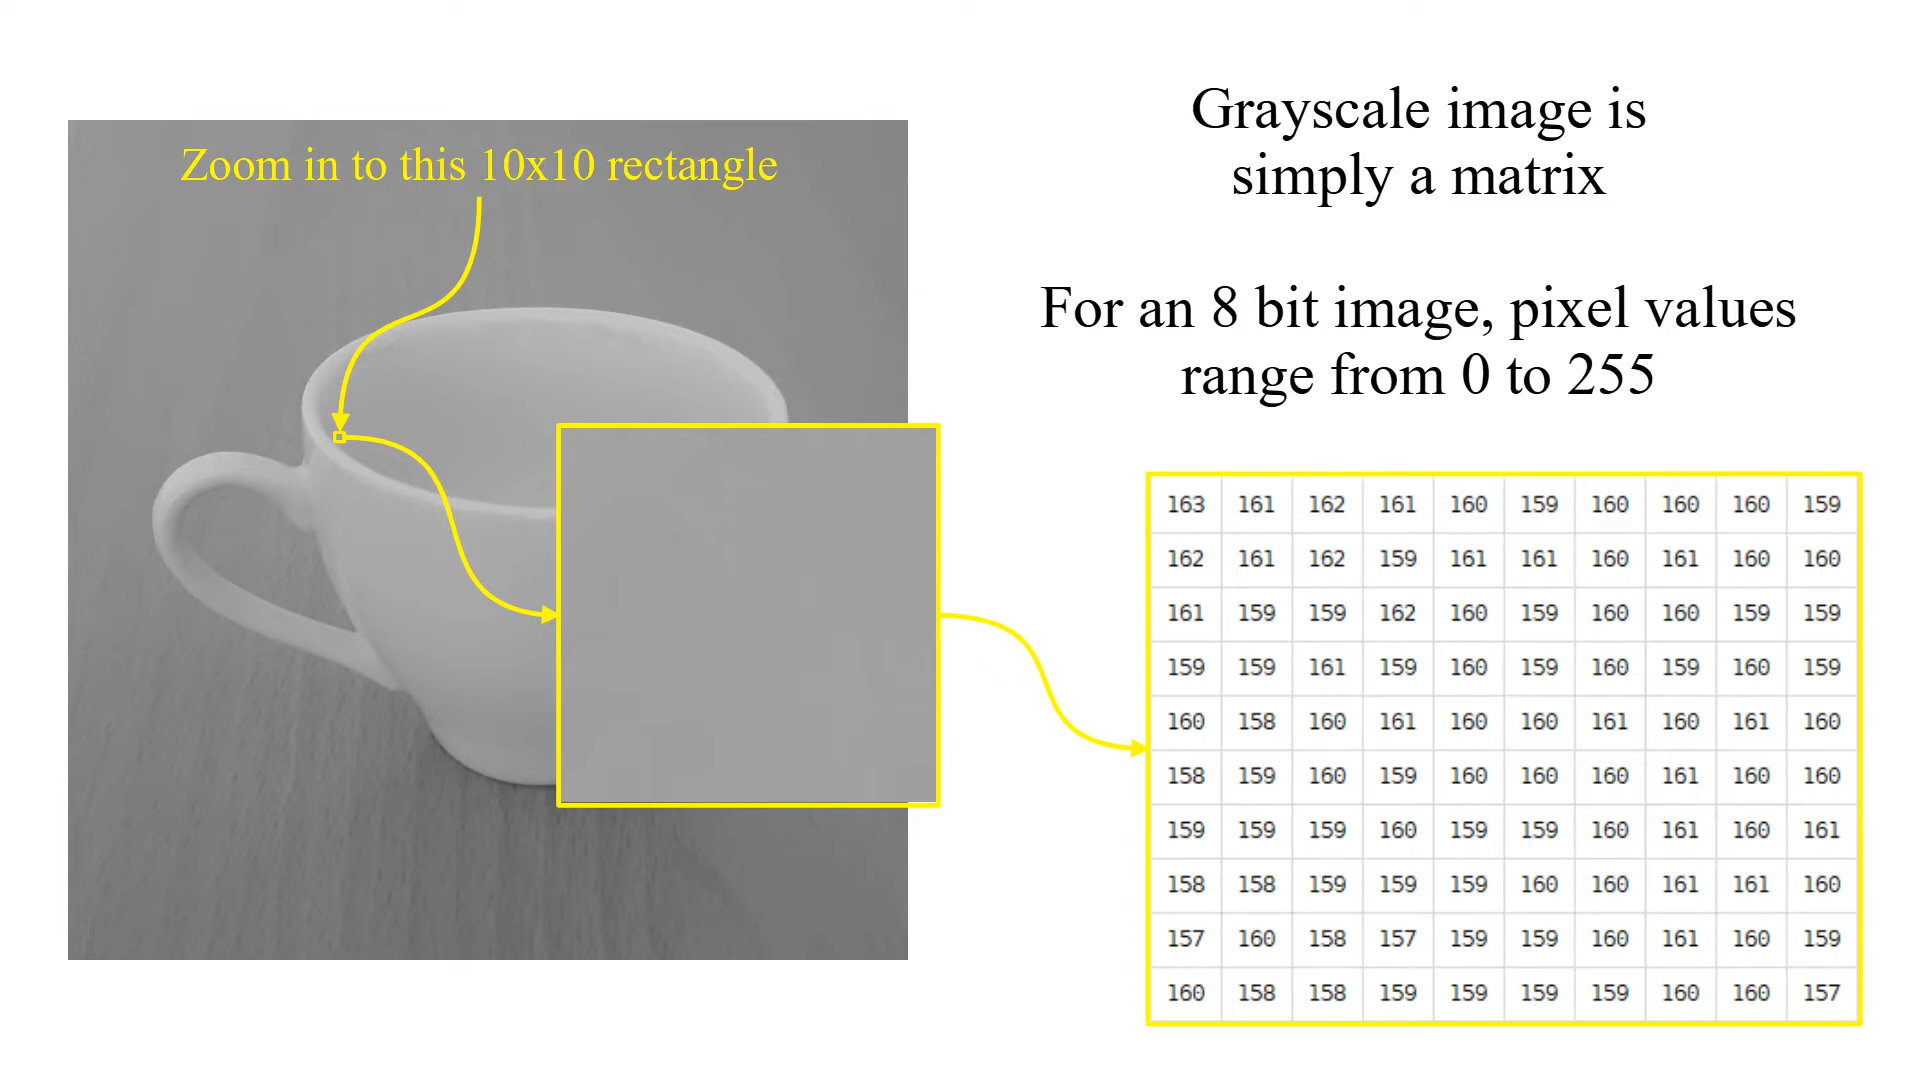 Zoom in to this 10x10 rectangle
Grayscale image is
simply a matrix
For an 8 bit image, pixel values
range from 0 to 255
163 161 162 161 160 159 160 160 160 159
162 161 162 159 161 161 160 161 160 160
161 159 159 162 160 159 160 160 159 159
159 159 161 159 160 159 160 159 160 159
160 158 160 161 160 160 161 160 161 160
158 159 160 159 160 160 160 161 160 160
159 159 159 160 159 159 160 161 160 161
158 158 159 159 159 160 160 161 161 160
157 160 158 157 159 159 160 161 160 159
160 158 158 159 159 159 159 160 160 157